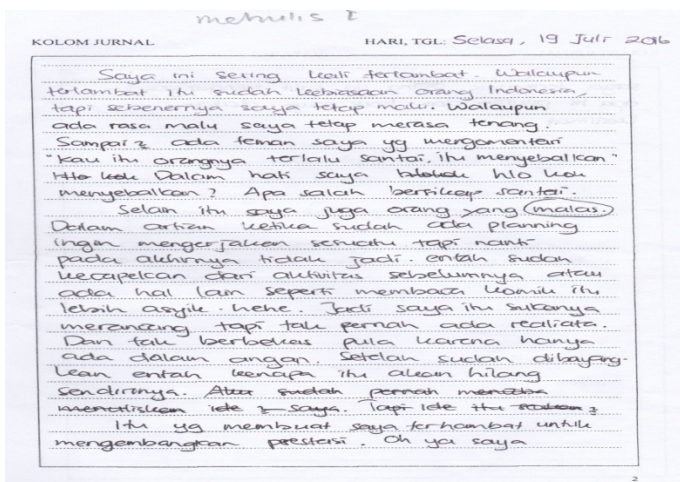 menulis I
KOLOM JURNAL HARI, TGL: Selasa, 19 Juli 2016
Saya ini sering kali terlambat. Walaupun
terlambat itu sudah kebiasaan orang Indonesia,
tapi sebenernya saya tetap malu. Walaupun
ada rasa malu saya tetap merasa tenang.
Sampai2 ada teman saya yg mengomentari
"kau itu orangnya terlalu santai, itu menyebalkan"
Dalam hati saya hlo kok
menyebalkan? Apa salah bersikap santai.
Selain itu saya juga orang yang malas.
Dalam artian ketika sudah ada planning
ingin mengerjakan sesuatu tapi nanti
pada akhirnya tidak jadi. entah sudah
kecapekan dari aktivitas sebelumnya atau
ada hal lain seperti membaca komik itu
lebih asyik. hehe. Jadi saya itu sukanya
merancang tapi tak pernah ada realiata.
Dan tak berbekas pula karena hanya
ada dalam angan. Setelah sudah dibayang-
kan entah kenapa itu akan hilang
sendirinya. Atau sudah pernah mencoba
menuliskan ide2 saya. Tapi ide itu
Itu yg membuat saya terhambat untuk
mengembangkan prestasi. Oh ya saya
2